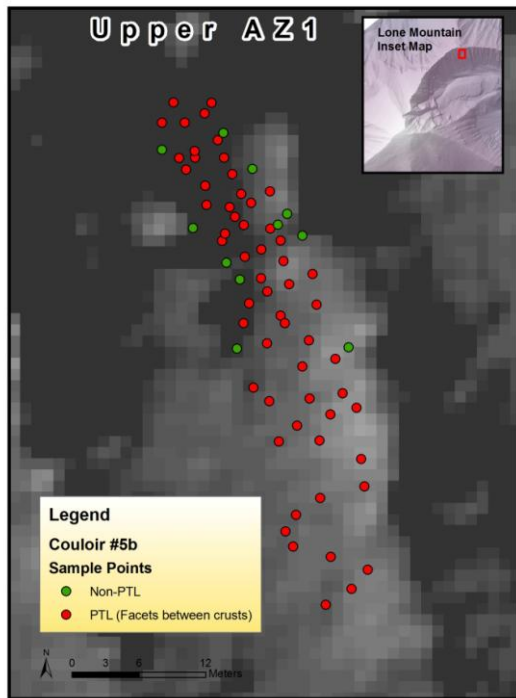 Upper AZ1
Lone Mountain
Inset Map
Legend
Couloir #5b
Sample Points
Non-PTL
PTL (Facets between crusts)
N
0 3 6 12
Meters